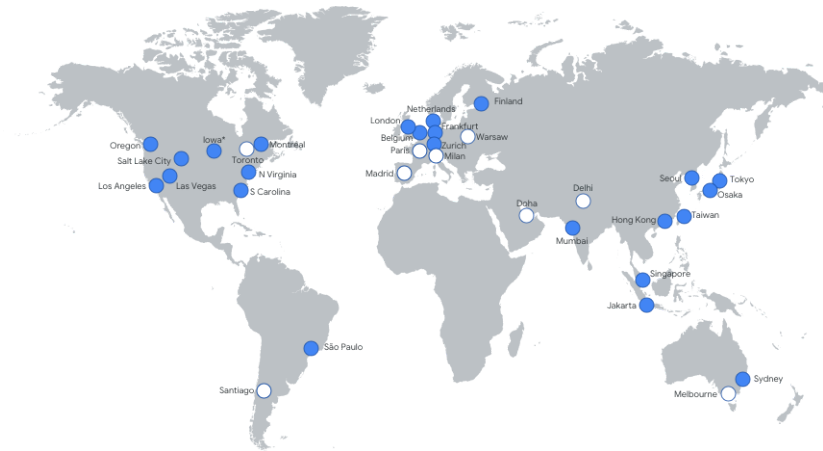 Finland
Netherlands
London
Frankfurt
Belgium
Warsaw
Iowa*
Oregon
Montréal
Zurich
Paris
Milan
Salt Lake City
Toronto
Madrid
N Virginia
Seoul
Tokyo
Los Angeles
Las Vegas
Delhi
S Carolina
Osaka
Doha
Taiwan
Hong Kong
Mumbai
Singapore
Jakarta
São Paulo
Sydney
Santiago
Melbourne